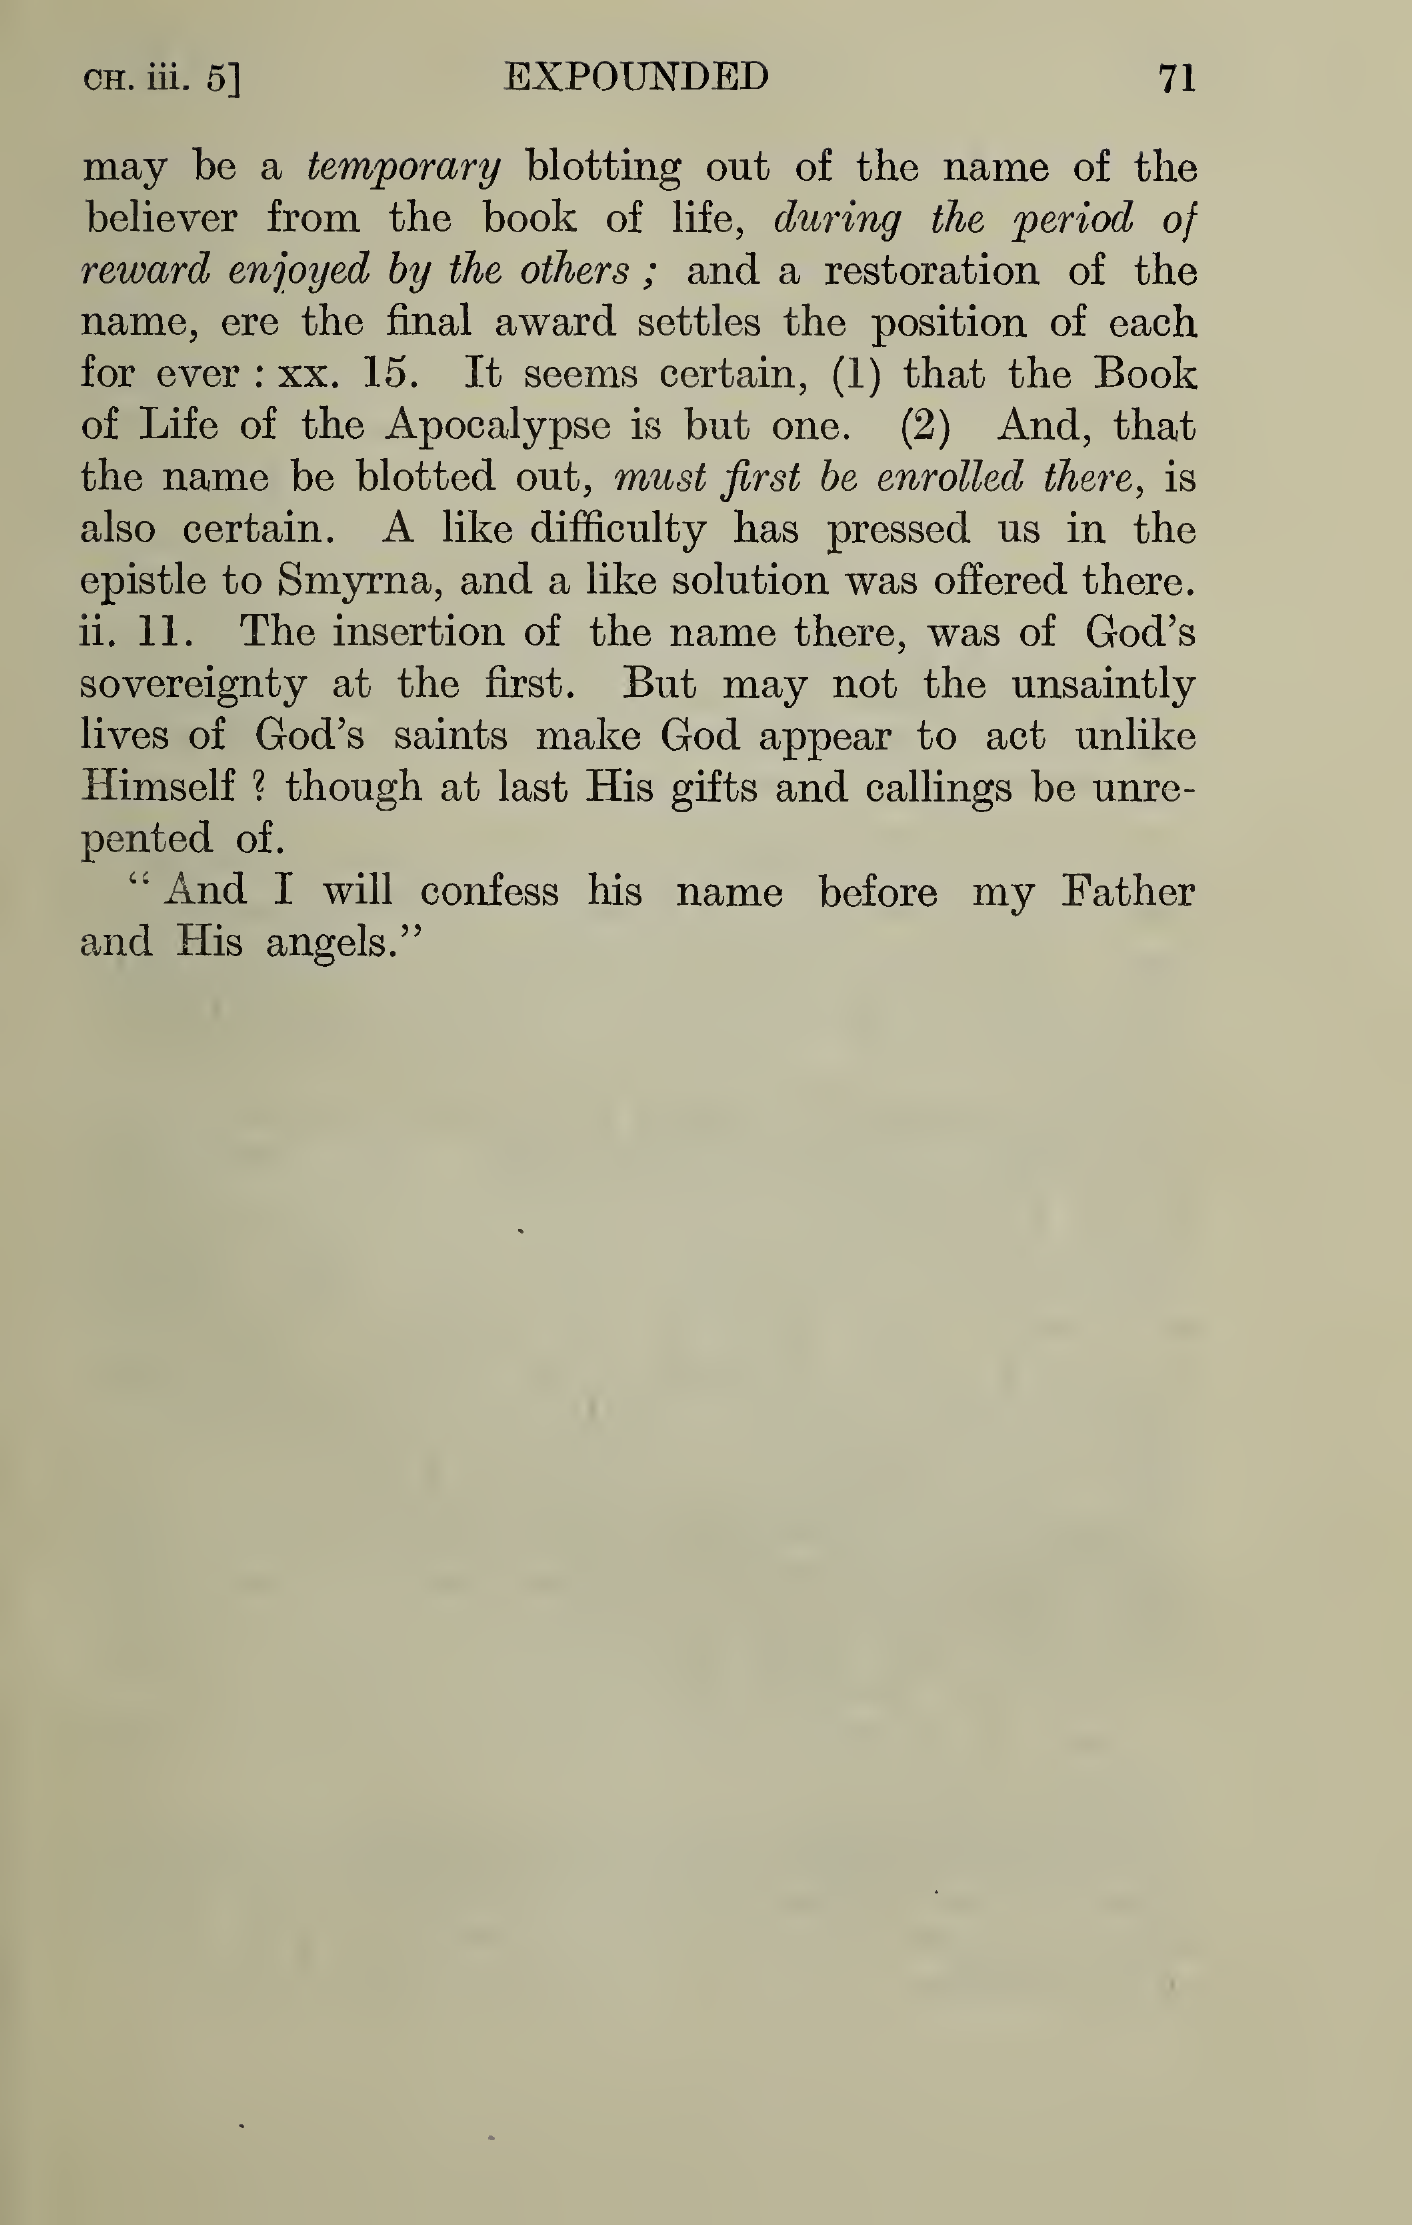 CH. iii. 5] EXPOUNDED 71
may be a temporary blotting out of the name of the
believer from the book of life, during the period of
reward enjoyed by the others ; and a restoration of the
name, ere the final award settles the position of each
for ever : xx. 15. It seems certain, (1) that the Book
of Life of the Apocalypse is but one. (2) And, that
the name be blotted out, must first be enrolled there, is
also certain. A like difficulty has pressed us in the
epistle to Smyrna, and a like solution was offered there.
ii. 11. The insertion of the name there, was of God’s
sovereignty at the first. But may not the unsaintly
lives of God’s saints make God appear to act unlike
Himself ? though at last His gifts and callings be unre-
pented of.
“ And I will confess his name before my Father
and His angels.”